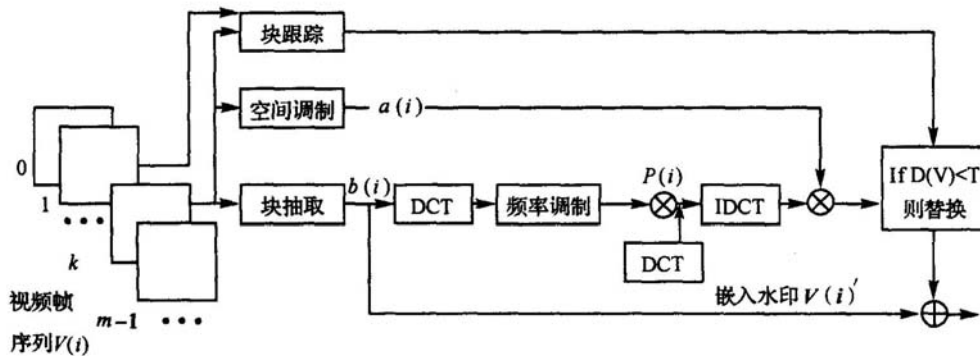 块跟踪
空间调制
a(i)
0
1
•••
k
m-1
•••
视频帧
序列V(i)
块抽取
b(i)
DCT
频率调制
P(i)
DCT
IDCT
If D(V)<T
则替换
嵌入水印 V(i)′